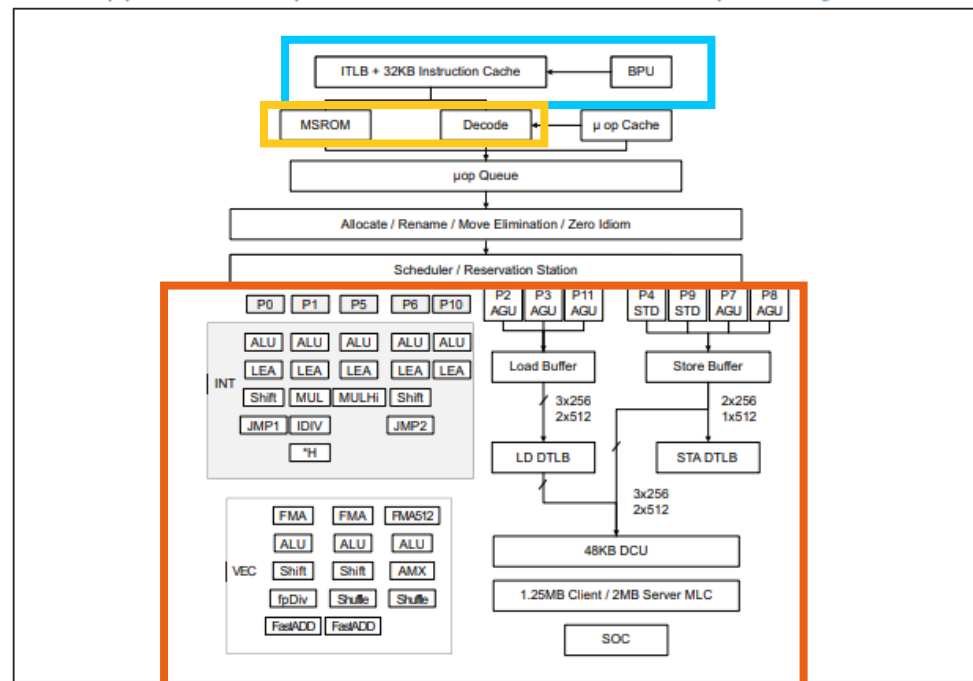 ITLB + 32KB Instruction Cache
BPU
MSROM
Decode
μ op Cache
μop Queue
Allocate / Rename / Move Elimination / Zero Idiom
Scheduler / Reservation Station
P0 P1 P5 P6 P10
P2 AGU
P3 AGU
P11 AGU
P4 STD
P9 STD
P7 AGU
P8 AGU
INT
ALU ALU ALU ALU ALU
LEA LEA LEA LEA LEA
Shift MUL MULHi Shift
JMP1 IDIV JMP2
*H
Load Buffer
Store Buffer
3x256
2x512
2x256
1x512
LD DTLB
STA DTLB
3x256
2x512
VEC
FMA FMA FMA512
ALU ALU ALU
Shift Shift AMX
fpDiv Shuffle Shuffle
FastADD FastADD
48KB DCU
1.25MB Client / 2MB Server MLC
SOC